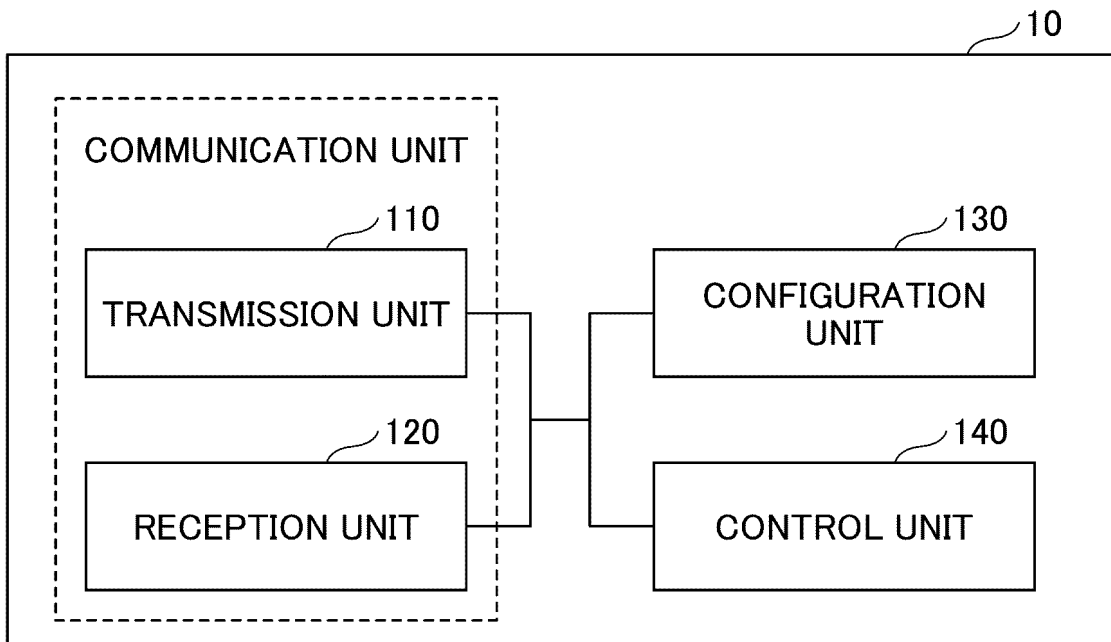 10
COMMUNICATION UNIT
110
TRANSMISSION UNIT
120
RECEPTION UNIT
130
CONFIGURATION
UNIT
140
CONTROL UNIT